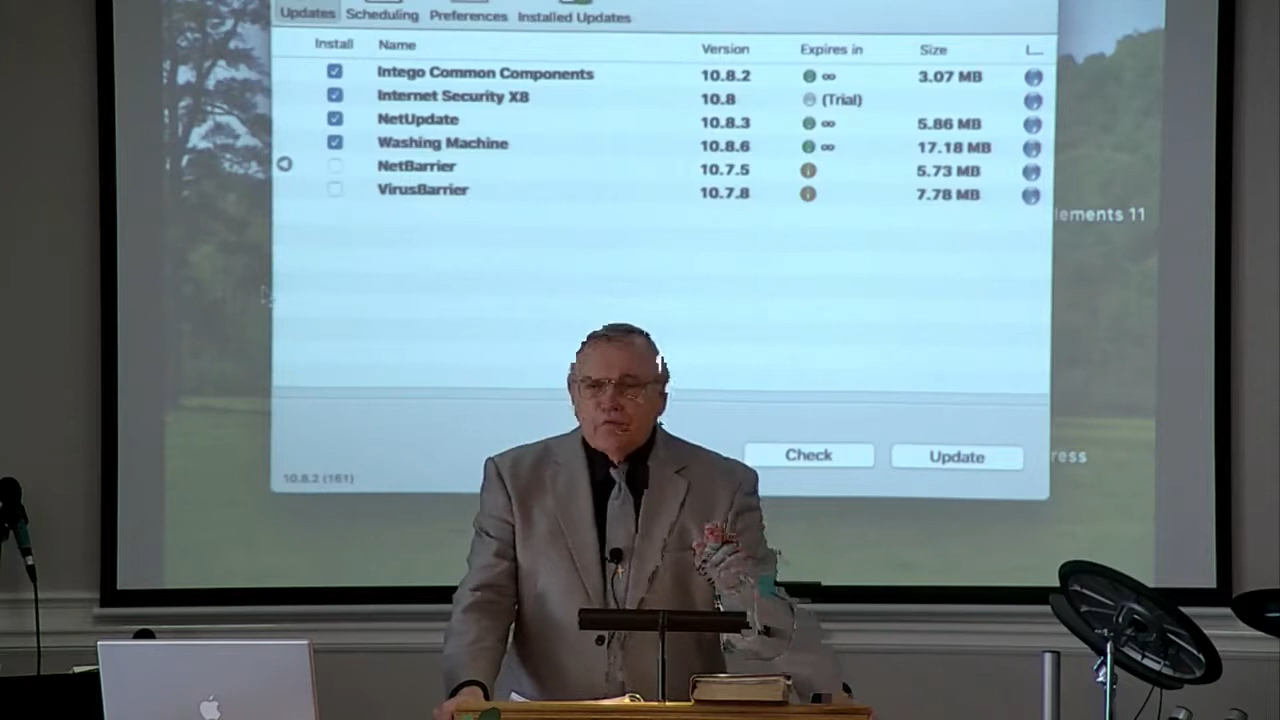 Updates Scheduling Preferences Installed Updates
Install Name Version Expires in Size L...
Intego Common Components 10.8.2 ∞ 3.07 MB
Internet Security X8 10.8 (Trial)
NetUpdate 10.8.3 ∞ 5.86 MB
Washing Machine 10.8.6 ∞ 17.18 MB
NetBarrier 10.7.5 5.73 MB
VirusBarrier 10.7.8 7.78 MB
lements 11
Check Update
ress
10.8.2 (161)